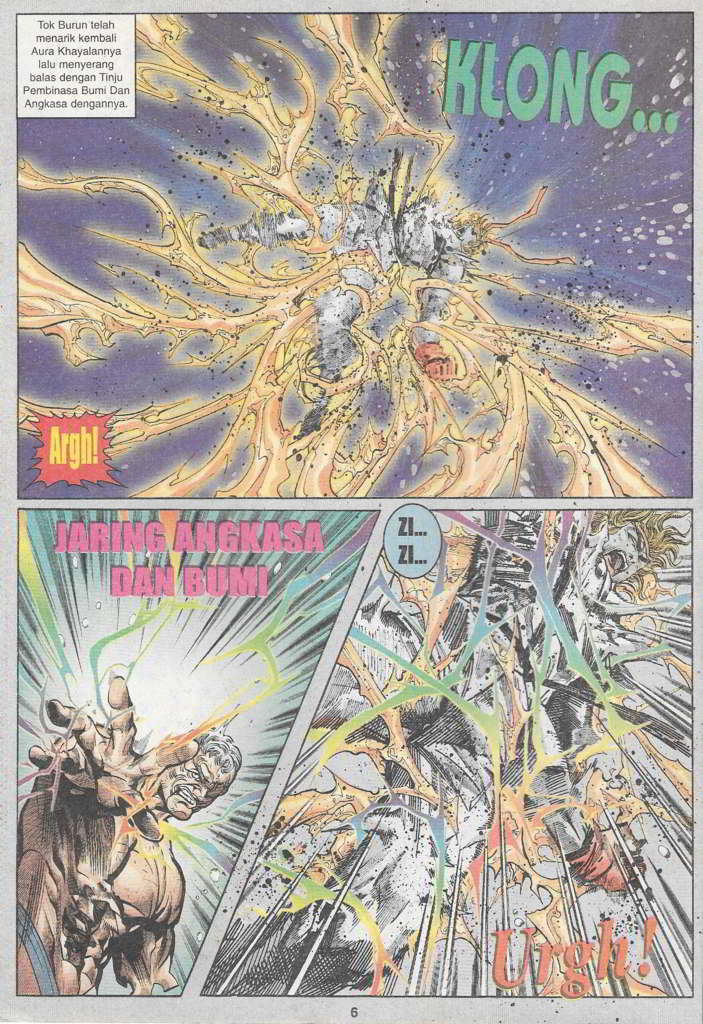 Tok Burun telah
menarik kembali
Aura Khayalannya
lalu menyerang
balas dengan Tinju
Pembinasa Bumi Dan
Angkasa dengannya.
KLONG...
Argh!
JARING ANGKASA
DAN BUMI
ZI...
ZI...
Urgh!
6